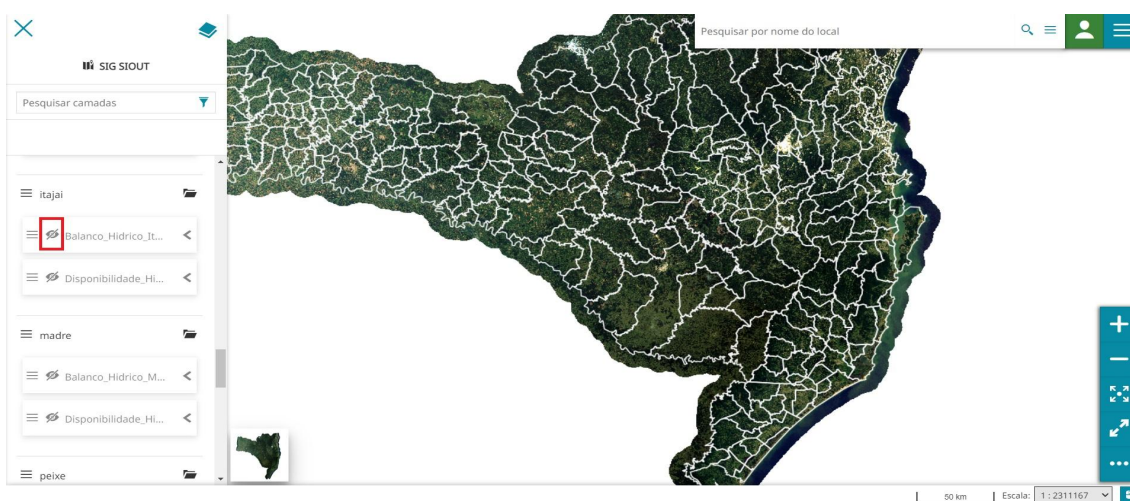 SIG SIOUT
Pesquisar camadas
itajai
Balanco_Hidrico_It...
Disponibilidade_Hi...
madre
Balanco_Hidrico_M...
Disponibilidade_Hi...
peixe
Pesquisar por nome do local
50 km
Escala: 1 : 2311167